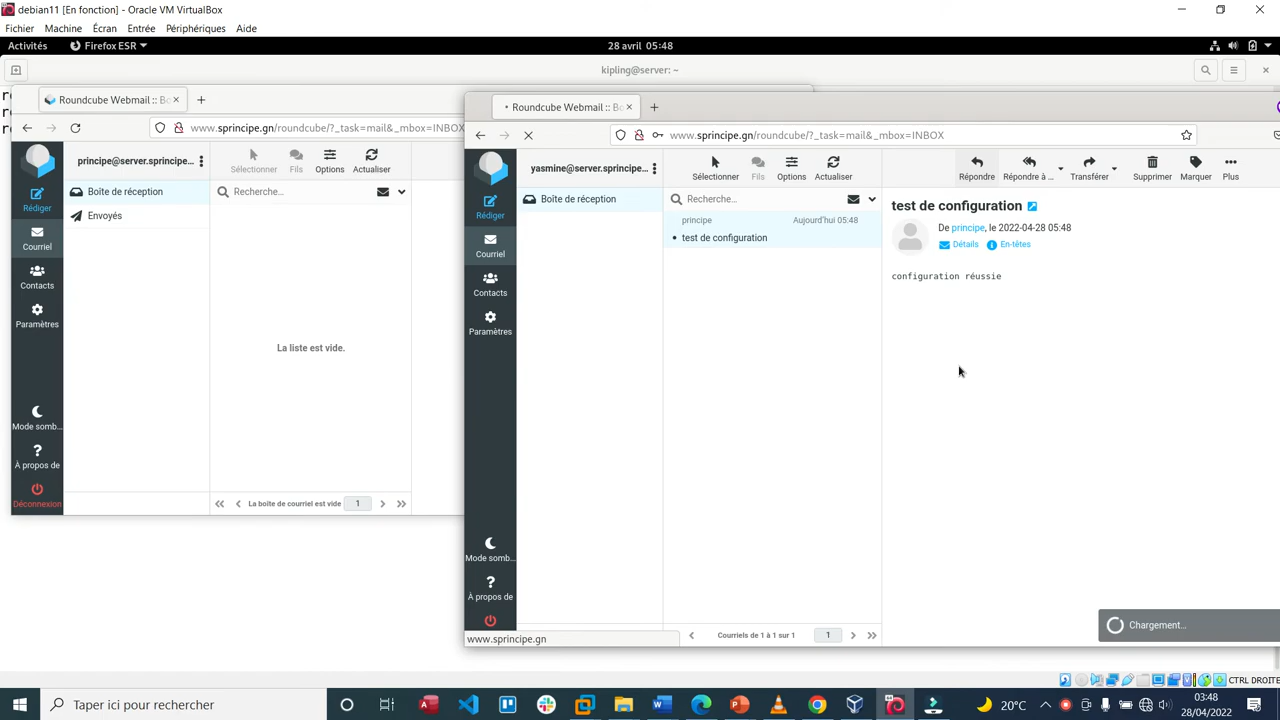 debian11 [En fonction] - Oracle VM VirtualBox
Fichier Machine Écran Entrée Périphériques Aide
Activités Firefox ESR 28 avril 05:48
kipling@server: ~
Roundcube Webmail :: B
www.sprincipe.gn/roundcube/?_task=mail&_mbox=INBOX
principe@server.sprincipe...
Sélectionner Fils Options Actualiser
Rédiger
Courriel
Contacts
Paramètres
Mode somb...
À propos de
Déconnexion
Boîte de réception
Envoyés
Recherche...
La liste est vide.
La boîte de courriel est vide 1
Roundcube Webmail :: B
www.sprincipe.gn/roundcube/?_task=mail&_mbox=INBOX
yasmine@server.sprincipe...
Sélectionner Fils Options Actualiser
Répondre Répondre à ... Transférer Supprimer Marquer Plus
Rédiger
Courriel
Contacts
Paramètres
Mode somb...
À propos de
Boîte de réception
Recherche...
principe Aujourd'hui 05:48
test de configuration
Courriels de 1 à 1 sur 1 1
test de configuration
De principe, le 2022-04-28 05:48
Détails En-têtes
configuration réussie
Chargement...
www.sprincipe.gn
CTRL DROITE
Taper ici pour rechercher
20°C
03:48
28/04/2022